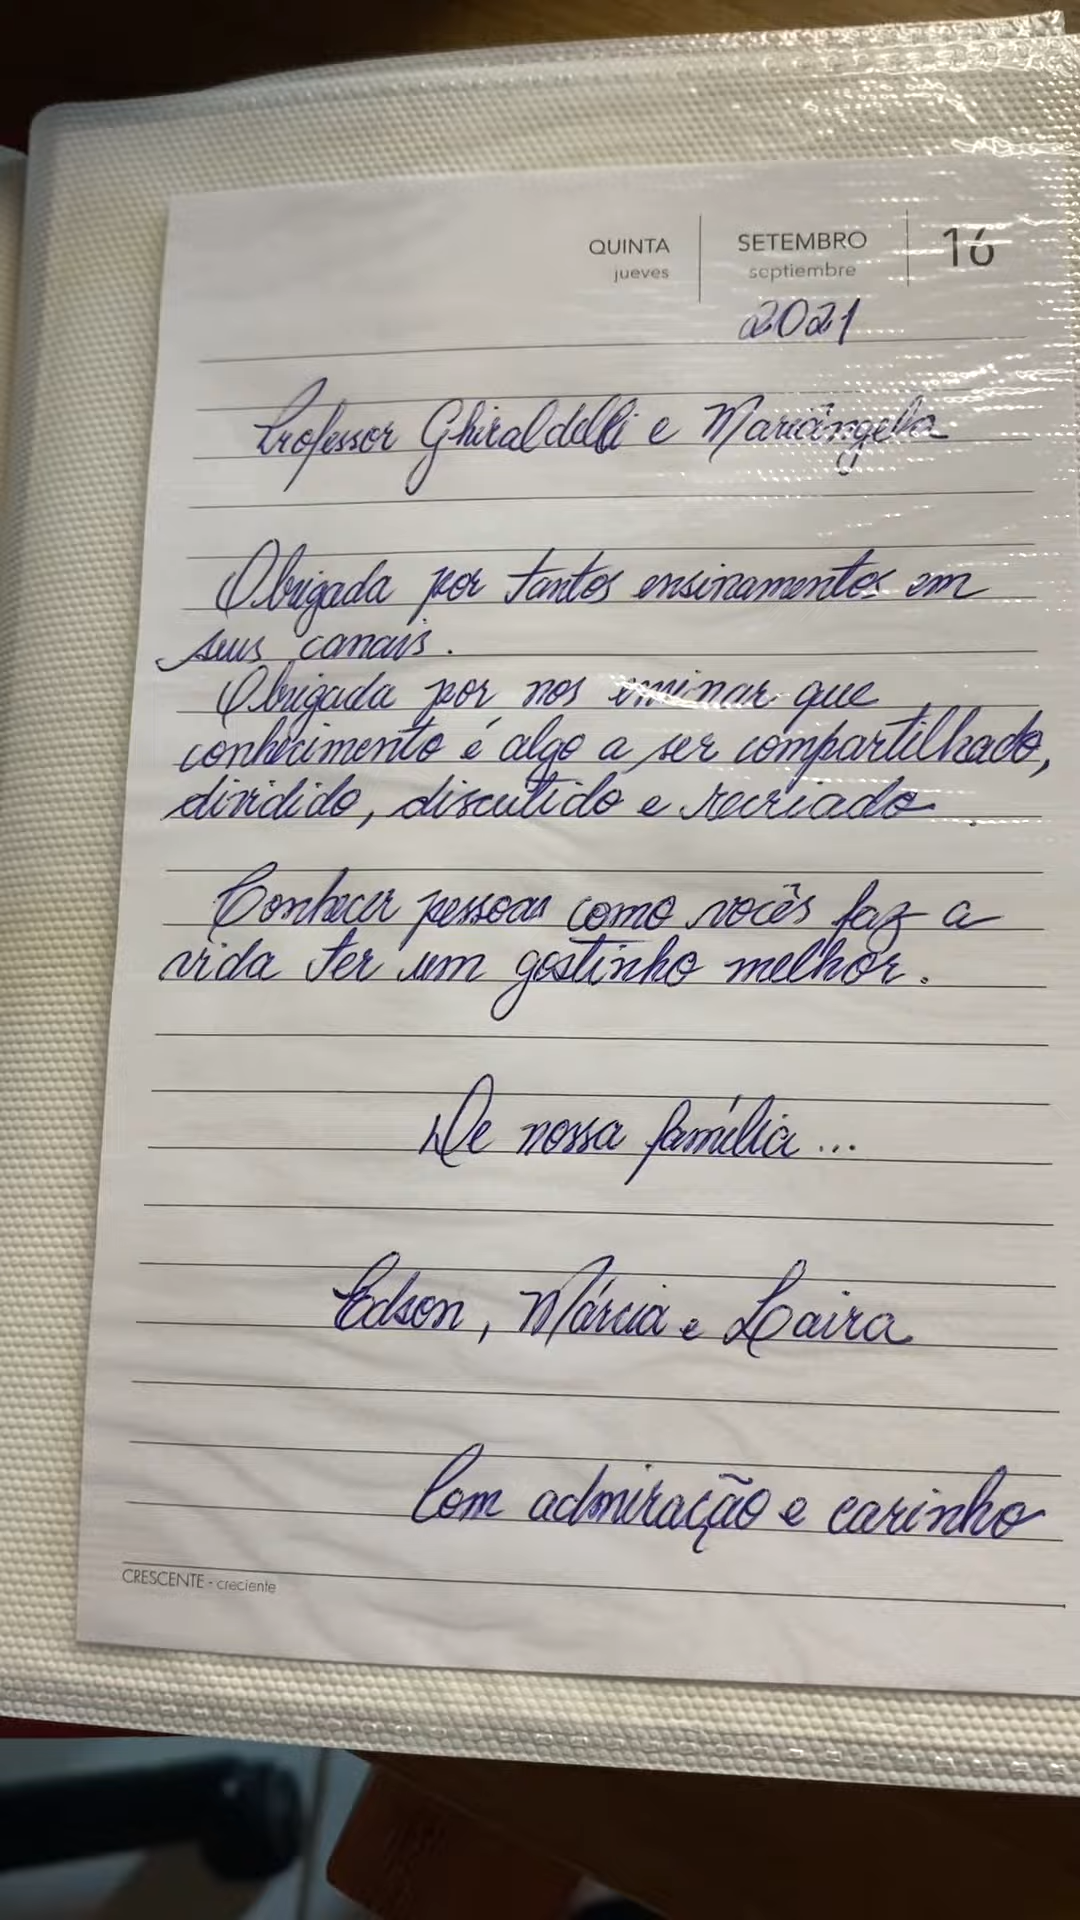 QUINTA SETEMBRO 16
jueves septiembre
2021
Professor Ghiraldelli e Mariângela
Obrigada por tantos ensinamentos em
seus canais.
Obrigada por nos ensinar que
conhecimento é algo a ser compartilhado,
dividido, discutido e recriado.
Conhecer pessoas como vocês faz a
vida ter um gostinho melhor.
De nossa família...
Edson, Márcia e Laira
Com admiração e carinho
CRESCENTE - creciente